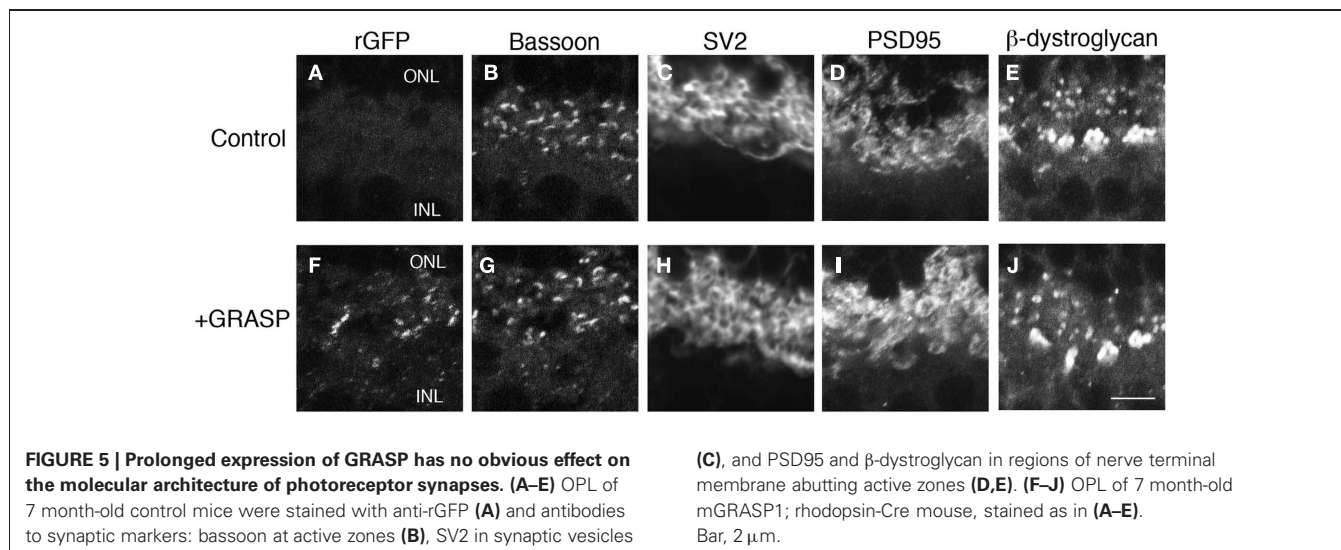 rGFP Bassoon SV2 PSD95 β-dystroglycan
Control
A ONL INL B C D E
+GRASP
F ONL INL G H I J
FIGURE 5 | Prolonged expression of GRASP has no obvious effect on
the molecular architecture of photoreceptor synapses. (A–E) OPL of
7 month-old control mice were stained with anti-rGFP (A) and antibodies
to synaptic markers: bassoon at active zones (B), SV2 in synaptic vesicles
(C), and PSD95 and β-dystroglycan in regions of nerve terminal
membrane abutting active zones (D,E). (F–J) OPL of 7 month-old
mGRASP1; rhodopsin-Cre mouse, stained as in (A–E).
Bar, 2 μm.